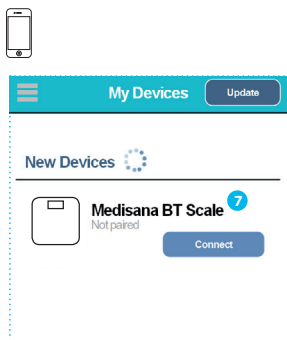 My Devices
Update
New Devices
Medisana BT Scale
7
Not paired
Connect